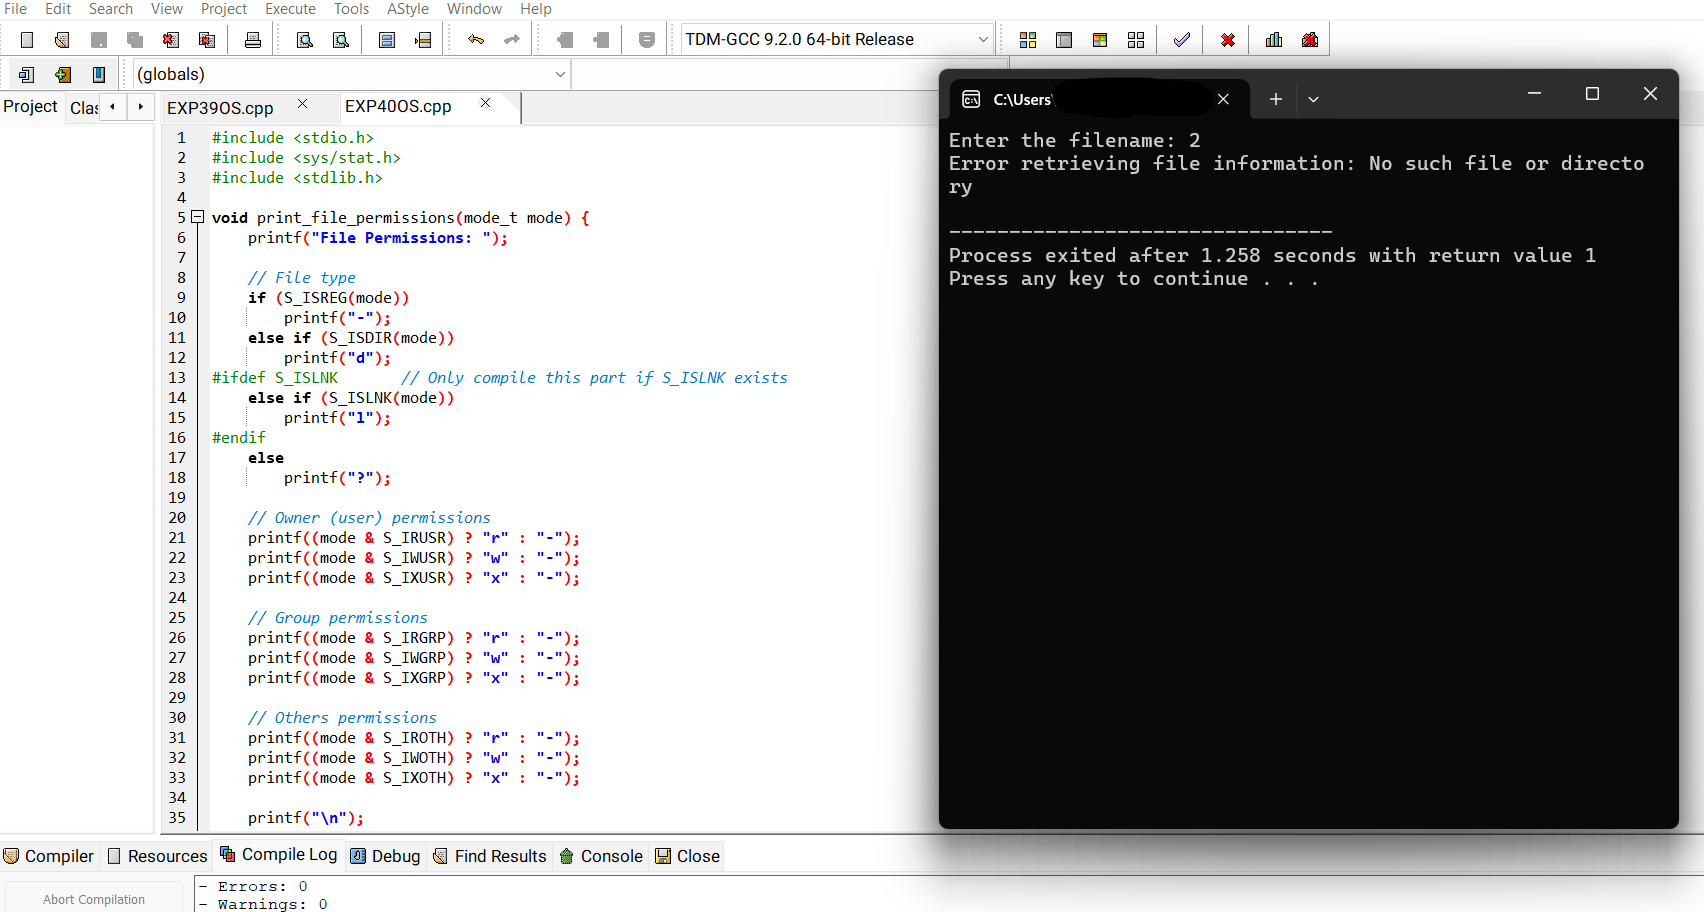 File Edit Search View Project Execute Tools AStyle Window Help
TDM-GCC 9.2.0 64-bit Release
(globals)
Project Clas
EXP39OS.cpp EXP40OS.cpp
1 #include <stdio.h>
2 #include <sys/stat.h>
3 #include <stdlib.h>
4
5 void print_file_permissions(mode_t mode) {
6 printf("File Permissions: ");
7
8 // File type
9 if (S_ISREG(mode))
10 printf("-");
11 else if (S_ISDIR(mode))
12 printf("d");
13 #ifdef S_ISLNK // Only compile this part if S_ISLNK exists
14 else if (S_ISLNK(mode))
15 printf("l");
16 #endif
17 else
18 printf("?");
19
20 // Owner (user) permissions
21 printf((mode & S_IRUSR) ? "r" : "-");
22 printf((mode & S_IWUSR) ? "w" : "-");
23 printf((mode & S_IXUSR) ? "x" : "-");
24
25 // Group permissions
26 printf((mode & S_IRGRP) ? "r" : "-");
27 printf((mode & S_IWGRP) ? "w" : "-");
28 printf((mode & S_IXGRP) ? "x" : "-");
29
30 // Others permissions
31 printf((mode & S_IROTH) ? "r" : "-");
32 printf((mode & S_IWOTH) ? "w" : "-");
33 printf((mode & S_IXOTH) ? "x" : "-");
34
35 printf("\n");
C:\Users\
Enter the filename: 2
Error retrieving file information: No such file or directo
ry
--------------------------------
Process exited after 1.258 seconds with return value 1
Press any key to continue . . .
Compiler Resources Compile Log Debug Find Results Console Close
Abort Compilation
- Errors: 0
- Warnings: 0